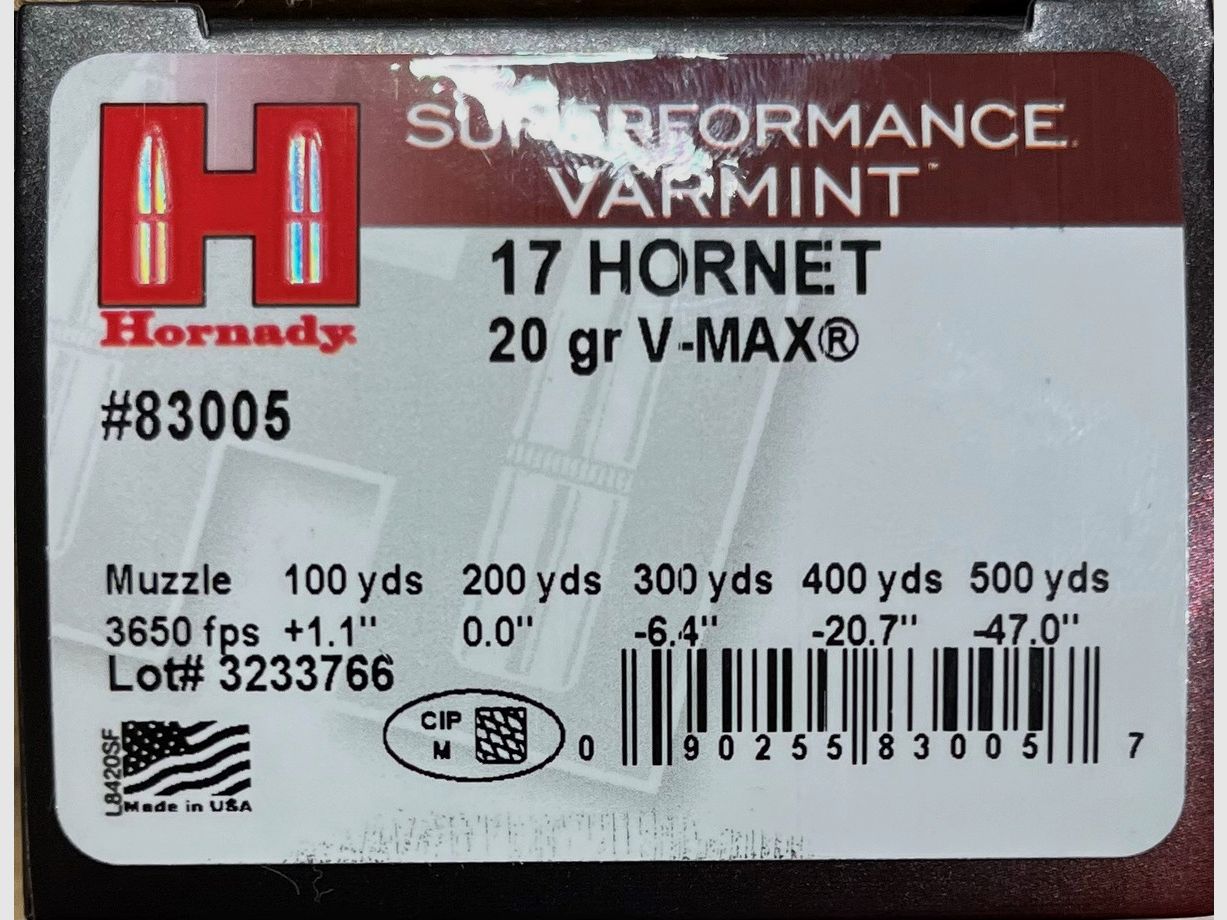 SUPERFORMANCE
VARMINT™
Hornady
17 HORNET
20 gr V-MAX®
#83005
Muzzle 100 yds 200 yds 300 yds 400 yds 500 yds
3650 fps +1.1" 0.0" -6.4" -20.7" -47.0"
Lot# 3233766
CIP
M
0 90255 83005 7
L8420SF
Made in USA